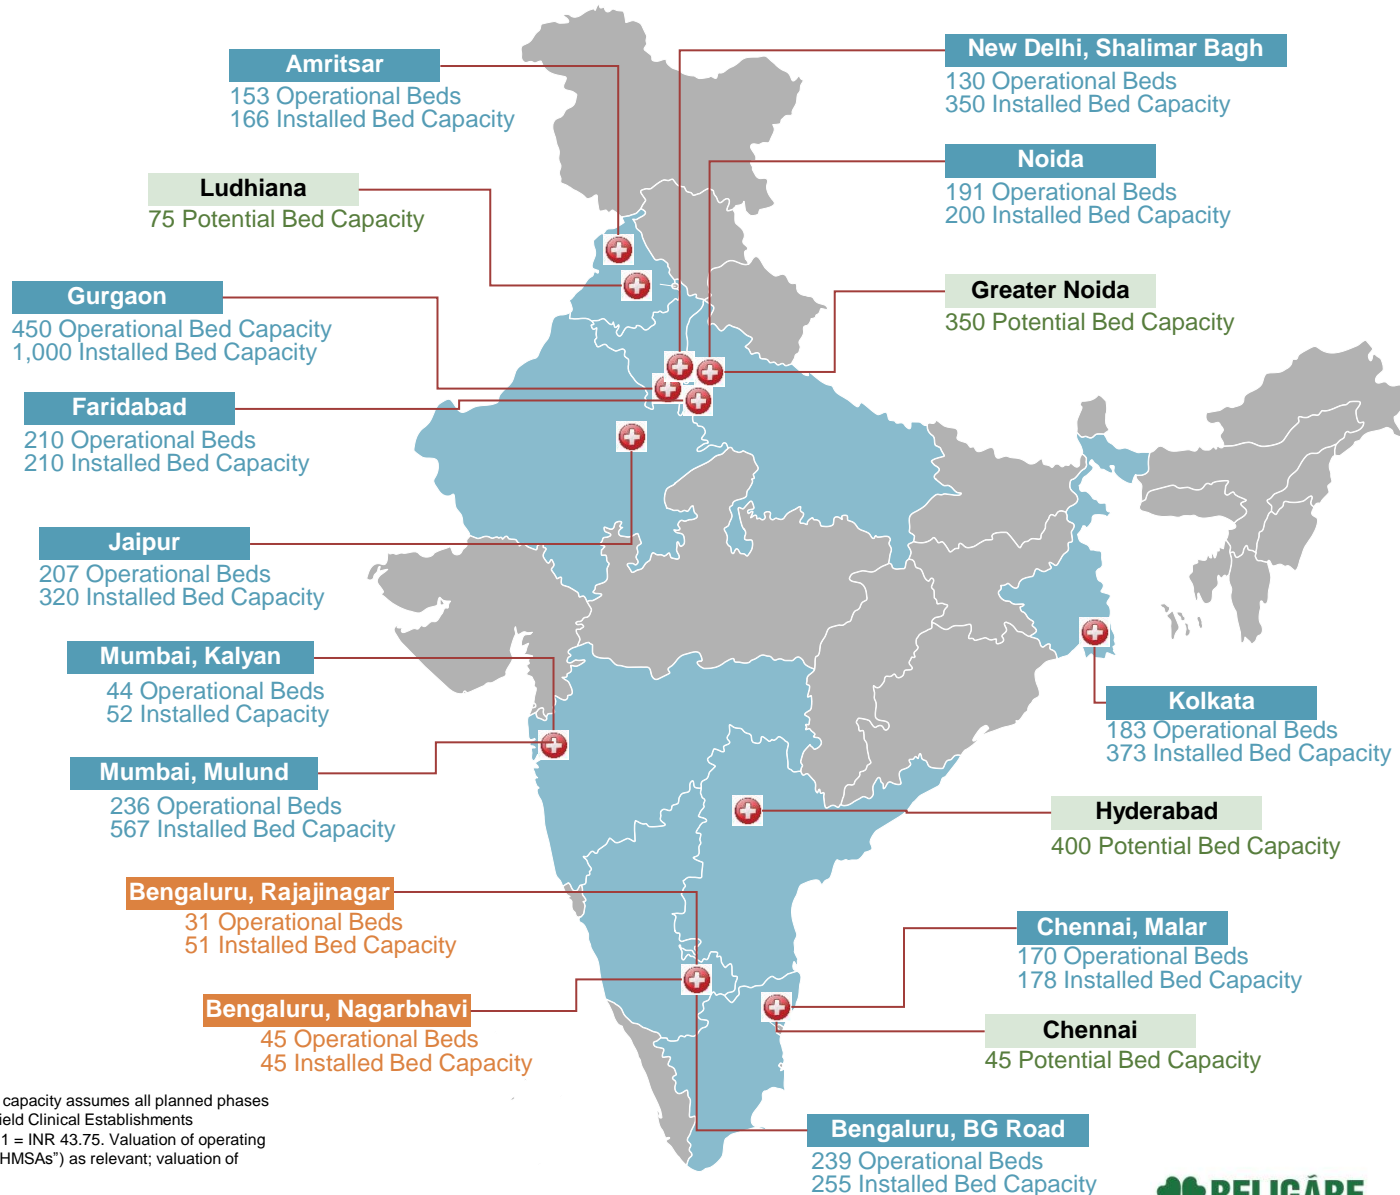 Amritsar
153 Operational Beds
166 Installed Bed Capacity
New Delhi, Shalimar Bagh
130 Operational Beds
350 Installed Bed Capacity
Ludhiana
75 Potential Bed Capacity
Noida
191 Operational Beds
200 Installed Bed Capacity
Gurgaon
450 Operational Bed Capacity
1,000 Installed Bed Capacity
Greater Noida
350 Potential Bed Capacity
Faridabad
210 Operational Beds
210 Installed Bed Capacity
Jaipur
207 Operational Beds
320 Installed Bed Capacity
Mumbai, Kalyan
44 Operational Beds
52 Installed Capacity
Kolkata
183 Operational Beds
373 Installed Bed Capacity
Mumbai, Mulund
236 Operational Beds
567 Installed Bed Capacity
Hyderabad
400 Potential Bed Capacity
Bengaluru, Rajajinagar
31 Operational Beds
51 Installed Bed Capacity
Chennai, Malar
170 Operational Beds
178 Installed Bed Capacity
Bengaluru, Nagarbhavi
45 Operational Beds
45 Installed Bed Capacity
Chennai
45 Potential Bed Capacity
Bengaluru, BG Road
239 Operational Beds
255 Installed Bed Capacity
capacity assumes all planned phases
ield Clinical Establishments
1 = INR 43.75. Valuation of operating
HMSAs”) as relevant; valuation of
RELIGÁRE